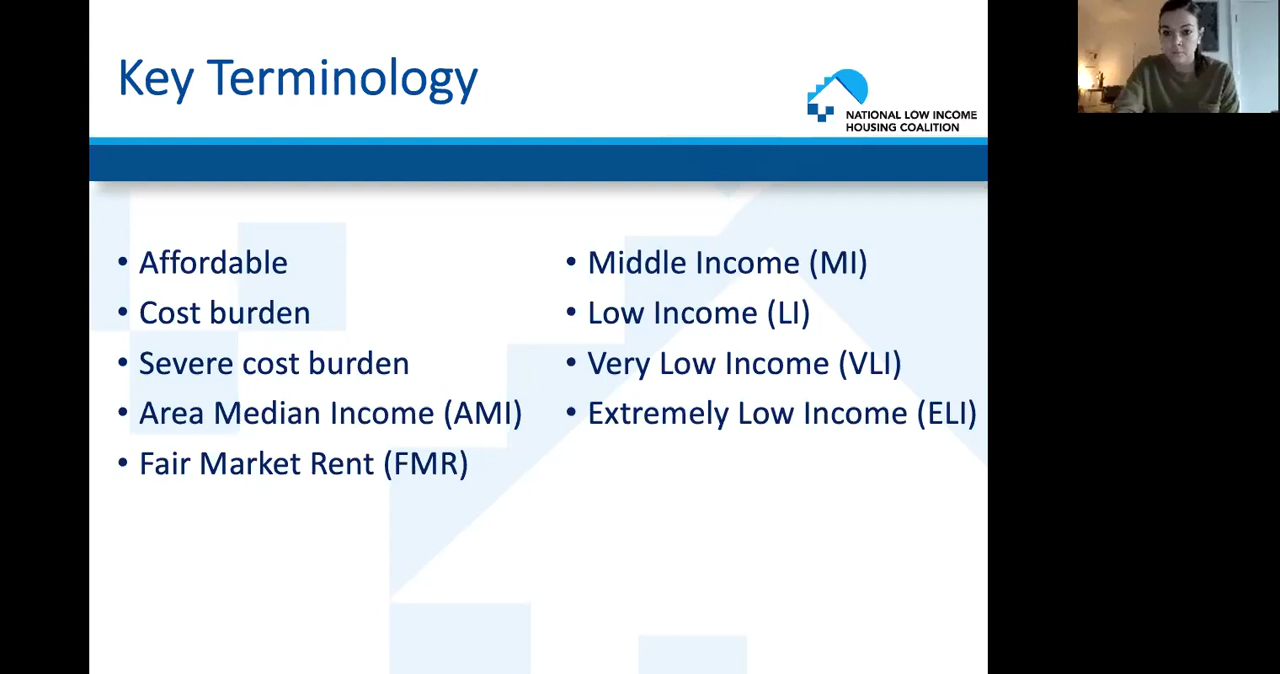 Key Terminology
NATIONAL LOW INCOME
HOUSING COALITION
• Affordable
• Cost burden
• Severe cost burden
• Area Median Income (AMI)
• Fair Market Rent (FMR)
• Middle Income (MI)
• Low Income (LI)
• Very Low Income (VLI)
• Extremely Low Income (ELI)